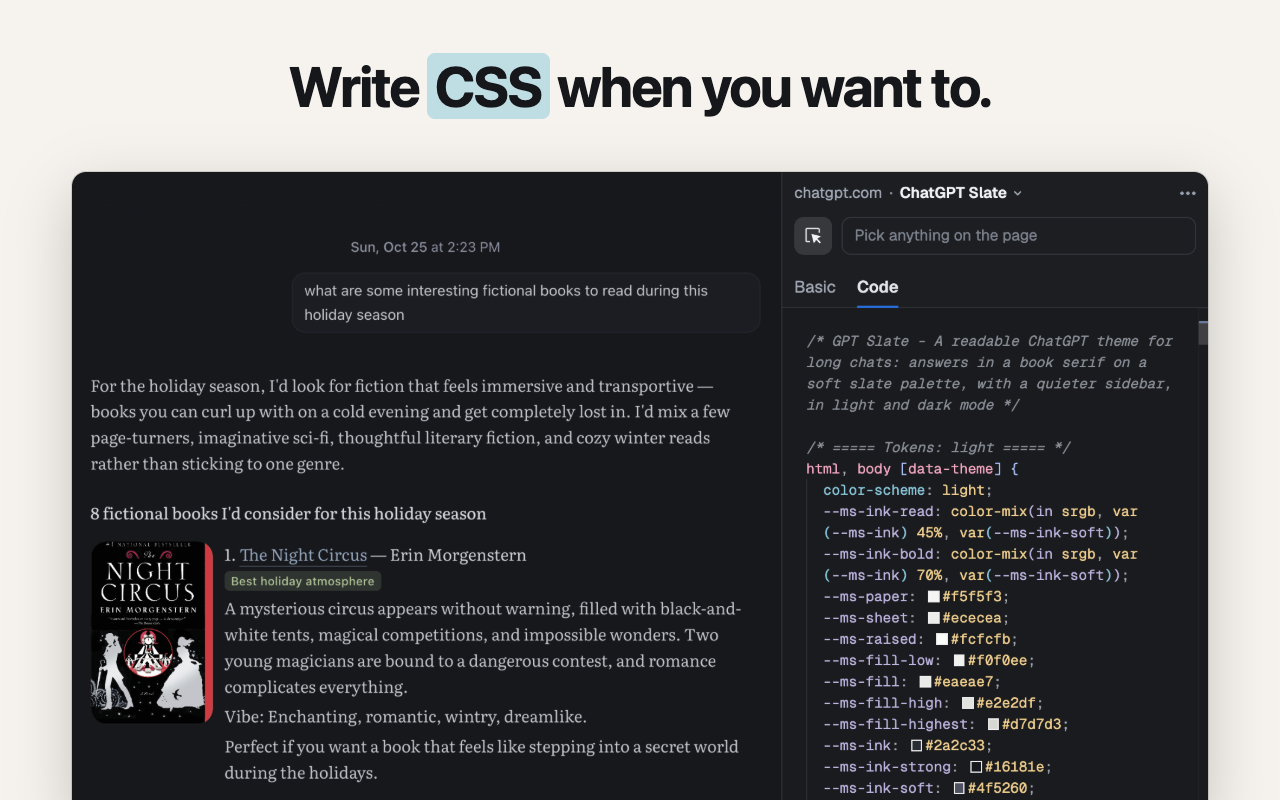 Write CSS when you want to.
Sun, Oct 25 at 2:23 PM
what are some interesting fictional books to read during this
holiday season
For the holiday season, I'd look for fiction that feels immersive and transportive —
books you can curl up with on a cold evening and get completely lost in. I'd mix a few
page-turners, imaginative sci-fi, thoughtful literary fiction, and cozy winter reads
rather than sticking to one genre.
8 fictional books I'd consider for this holiday season
#1 NATIONAL BESTSELLER
The
NIGHT
CIRCUS
ERIN MORGENSTERN
1. The Night Circus — Erin Morgenstern
Best holiday atmosphere
A mysterious circus appears without warning, filled with black-and-
white tents, magical competitions, and impossible wonders. Two
young magicians are bound to a dangerous contest, and romance
complicates everything.
Vibe: Enchanting, romantic, wintry, dreamlike.
Perfect if you want a book that feels like stepping into a secret world
during the holidays.
chatgpt.com · ChatGPT Slate
Pick anything on the page
Basic Code
/* GPT Slate - A readable ChatGPT theme for
long chats: answers in a book serif on a
soft slate palette, with a quieter sidebar,
in light and dark mode */
/* ===== Tokens: light ===== */
html, body [data-theme] {
color-scheme: light;
--ms-ink-read: color-mix(in srgb, var
(--ms-ink) 45%, var(--ms-ink-soft));
--ms-ink-bold: color-mix(in srgb, var
(--ms-ink) 70%, var(--ms-ink-soft));
--ms-paper: #f5f5f3;
--ms-sheet: #ececea;
--ms-raised: #fcfcfb;
--ms-fill-low: #f0f0ee;
--ms-fill: #eaeae7;
--ms-fill-high: #e2e2df;
--ms-fill-highest: #d7d7d3;
--ms-ink: #2a2c33;
--ms-ink-strong: #16181e;
--ms-ink-soft: #4f5260;